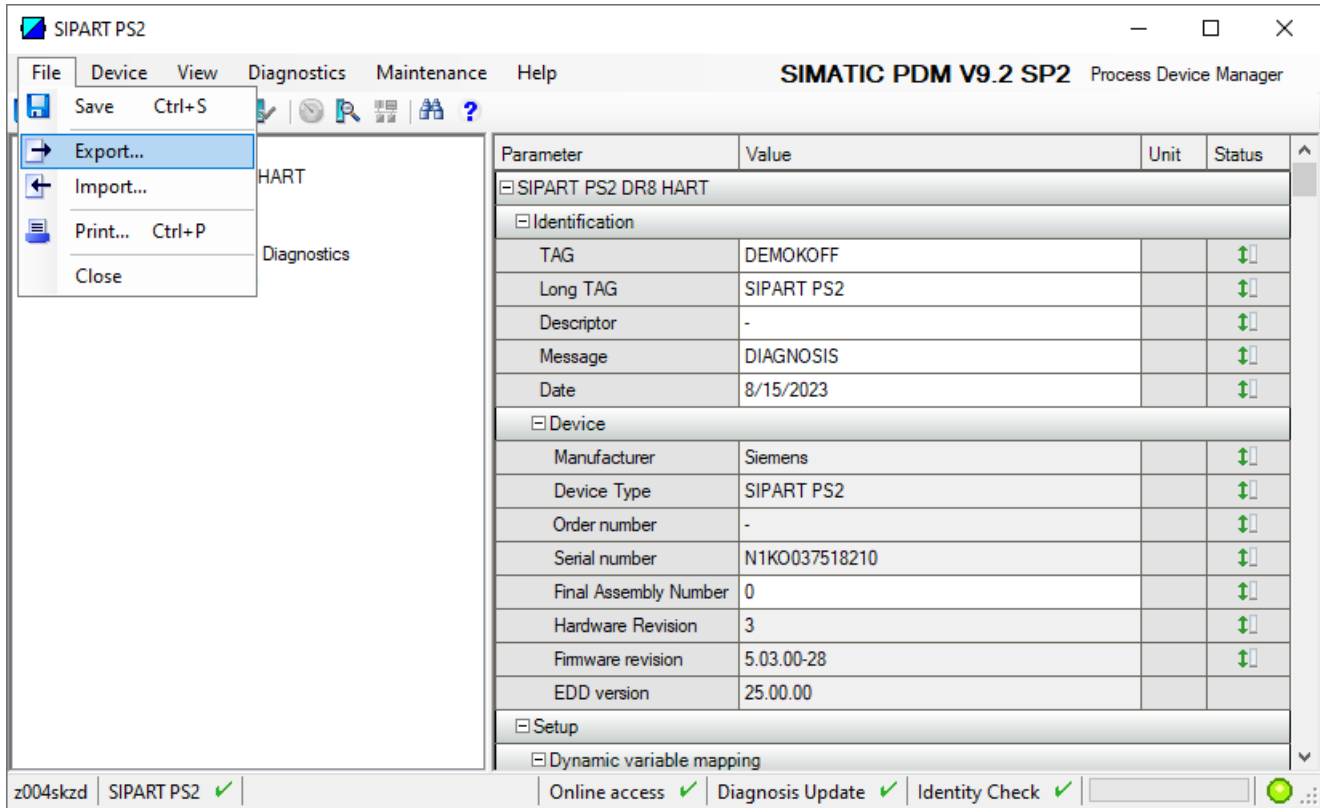 SIPART PS2
File Device View Diagnostics Maintenance Help SIMATIC PDM V9.2 SP2 Process Device Manager
Save Ctrl+S
Export...
Import...
Print... Ctrl+P
Close
HART
Diagnostics
Parameter Value Unit Status
SIPART PS2 DR8 HART
Identification
TAG DEMOKOFF
Long TAG SIPART PS2
Descriptor -
Message DIAGNOSIS
Date 8/15/2023
Device
Manufacturer Siemens
Device Type SIPART PS2
Order number -
Serial number N1KO037518210
Final Assembly Number 0
Hardware Revision 3
Firmware revision 5.03.00-28
EDD version 25.00.00
Setup
Dynamic variable mapping
z004skzd SIPART PS2 Online access Diagnosis Update Identity Check